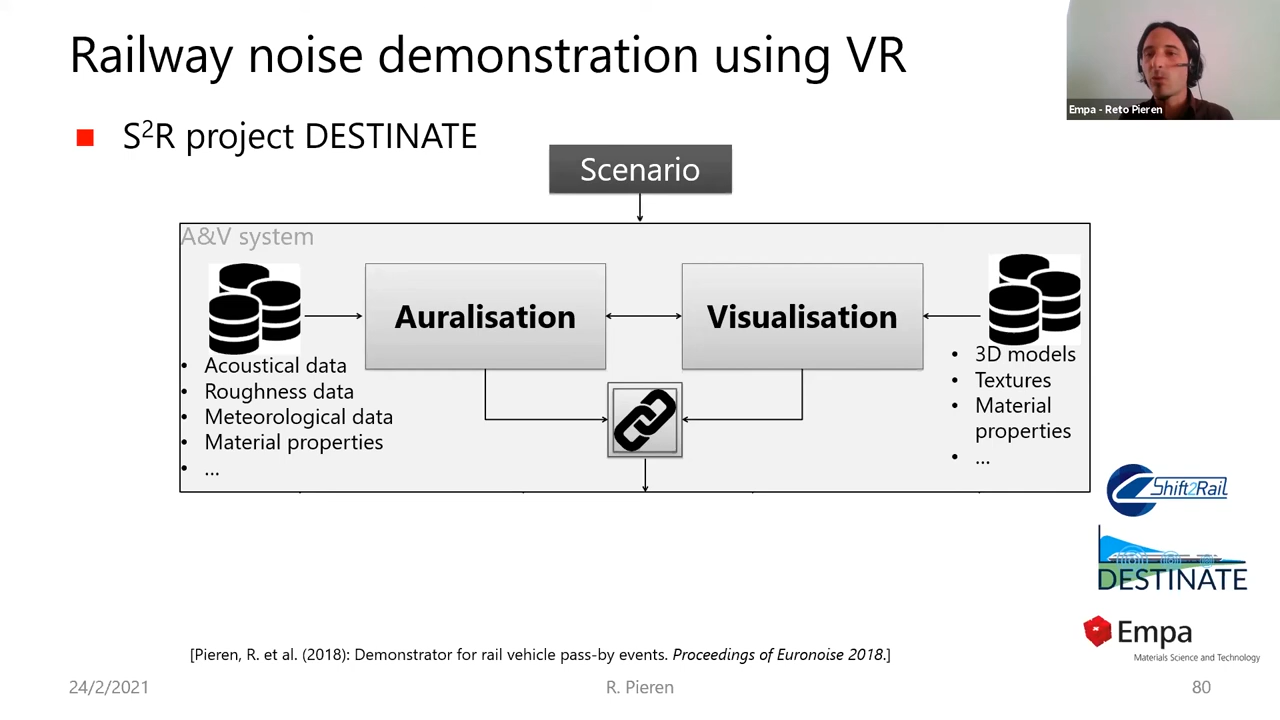 Railway noise demonstration using VR
Empa - Reto Pieren
■ S²R project DESTINATE
Scenario
A&V system
Auralisation
Visualisation
• Acoustical data
• Roughness data
• Meteorological data
• Material properties
• ...
• 3D models
• Textures
• Material
properties
• ...
Shift2Rail
DESTINATE
Empa
Materials Science and Technology
[Pieren, R. et al. (2018): Demonstrator for rail vehicle pass-by events. Proceedings of Euronoise 2018.]
24/2/2021
R. Pieren
80